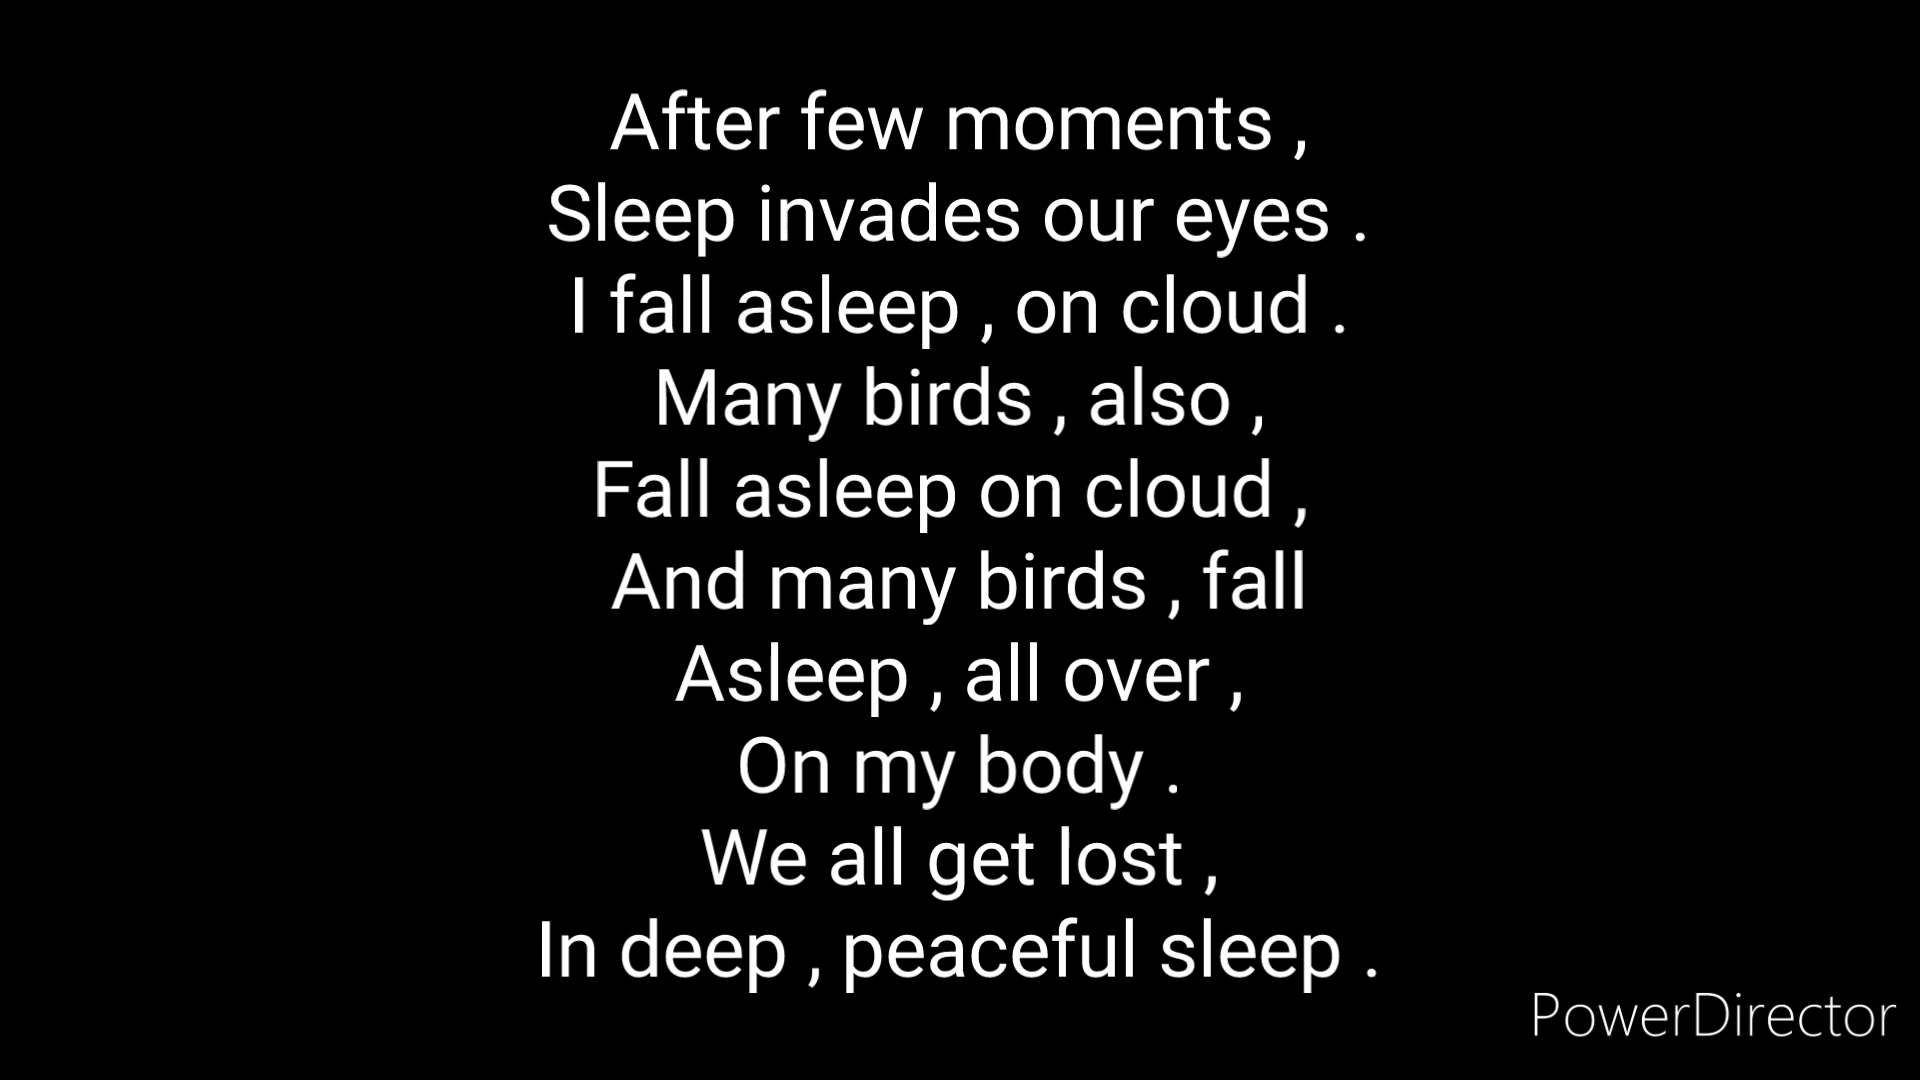 After few moments ,
Sleep invades our eyes .
I fall asleep , on cloud .
Many birds , also ,
Fall asleep on cloud ,
And many birds , fall
Asleep , all over ,
On my body .
We all get lost ,
In deep , peaceful sleep .
PowerDirector